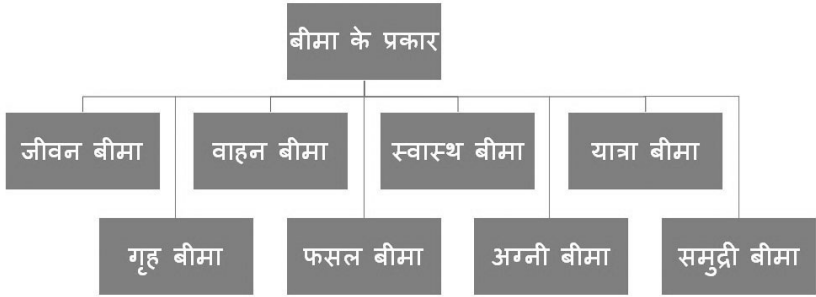 बीमा के प्रकार
जीवन बीमा
वाहन बीमा
स्वास्थ बीमा
यात्रा बीमा
गृह बीमा
फसल बीमा
अग्नी बीमा
समुद्री बीमा